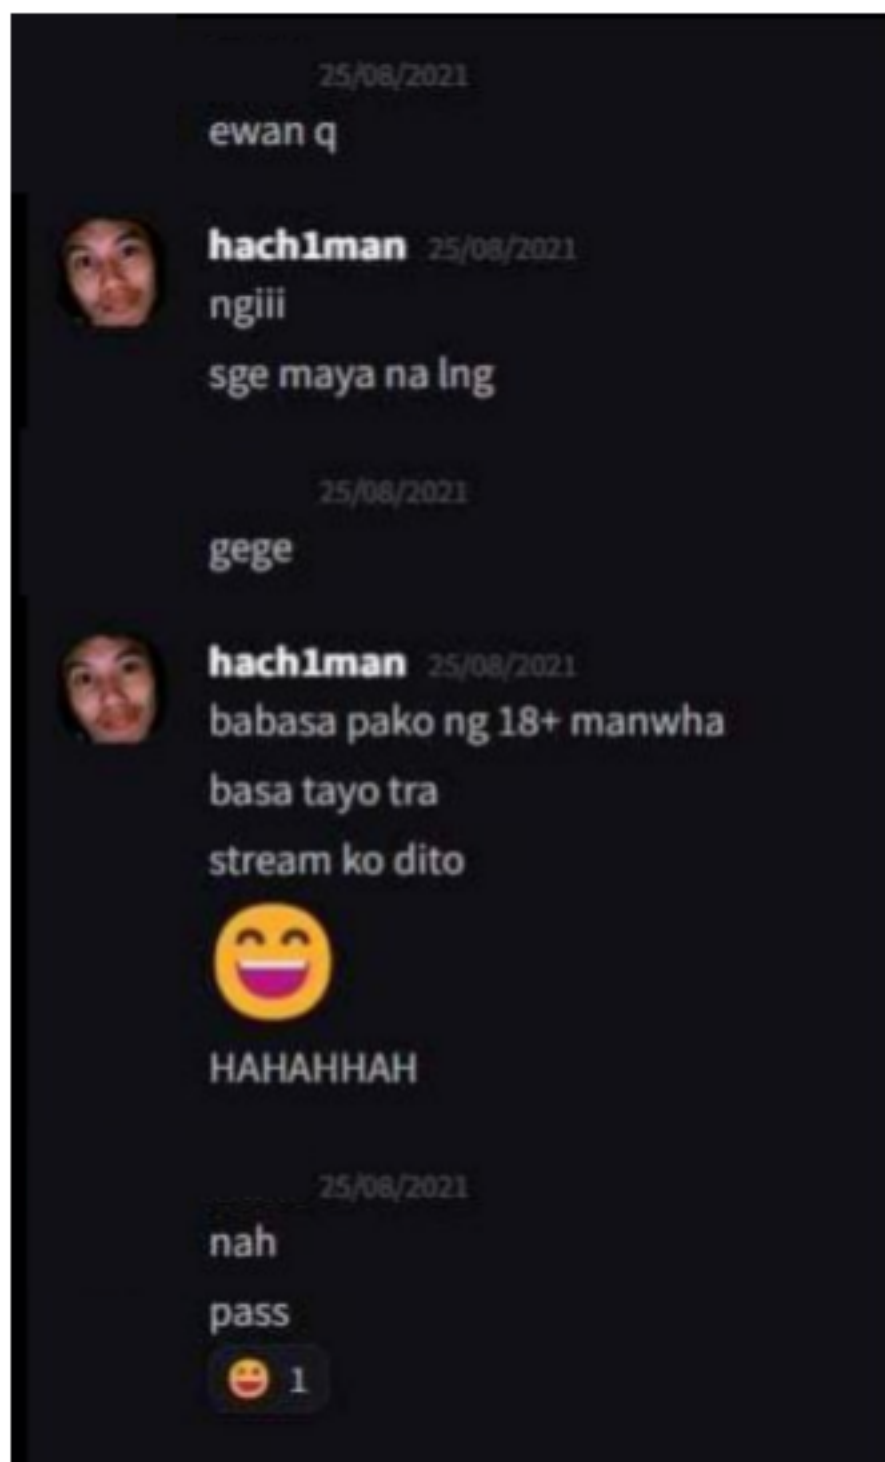 25/08/2021
ewan q
hach1man 25/08/2021
ngiii
sge maya na lng
25/08/2021
gege
hach1man 25/08/2021
babasa pako ng 18+ manwha
basa tayo tra
stream ko dito
HAHAHHAH
25/08/2021
nah
pass
1